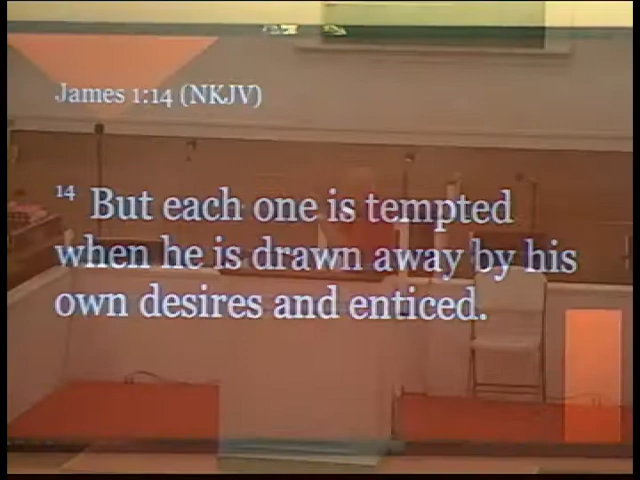 James 1:14 (NKJV)
14 But each one is tempted
when he is drawn away by his
own desires and enticed.